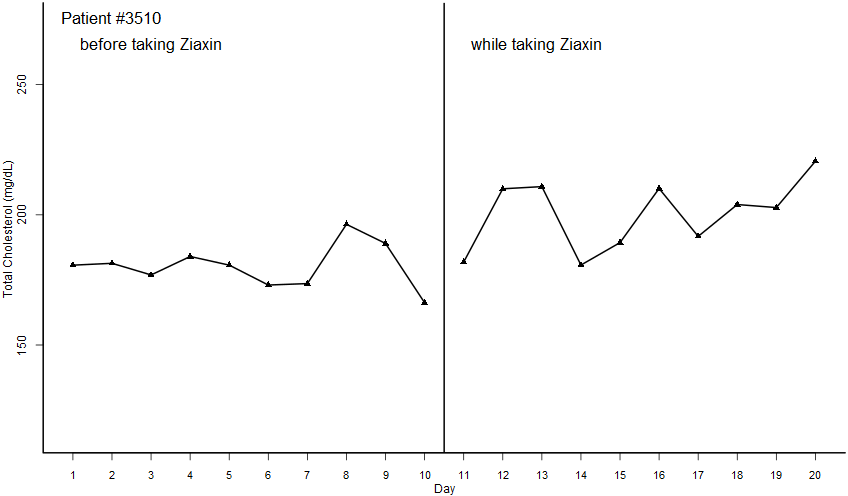 Patient #3510
before taking Ziaxin
while taking Ziaxin
Total Cholesterol (mg/dL)
250
200
150
1 2 3 4 5 6 7 8 9 10 11 12 13 14 15 16 17 18 19 20
Day